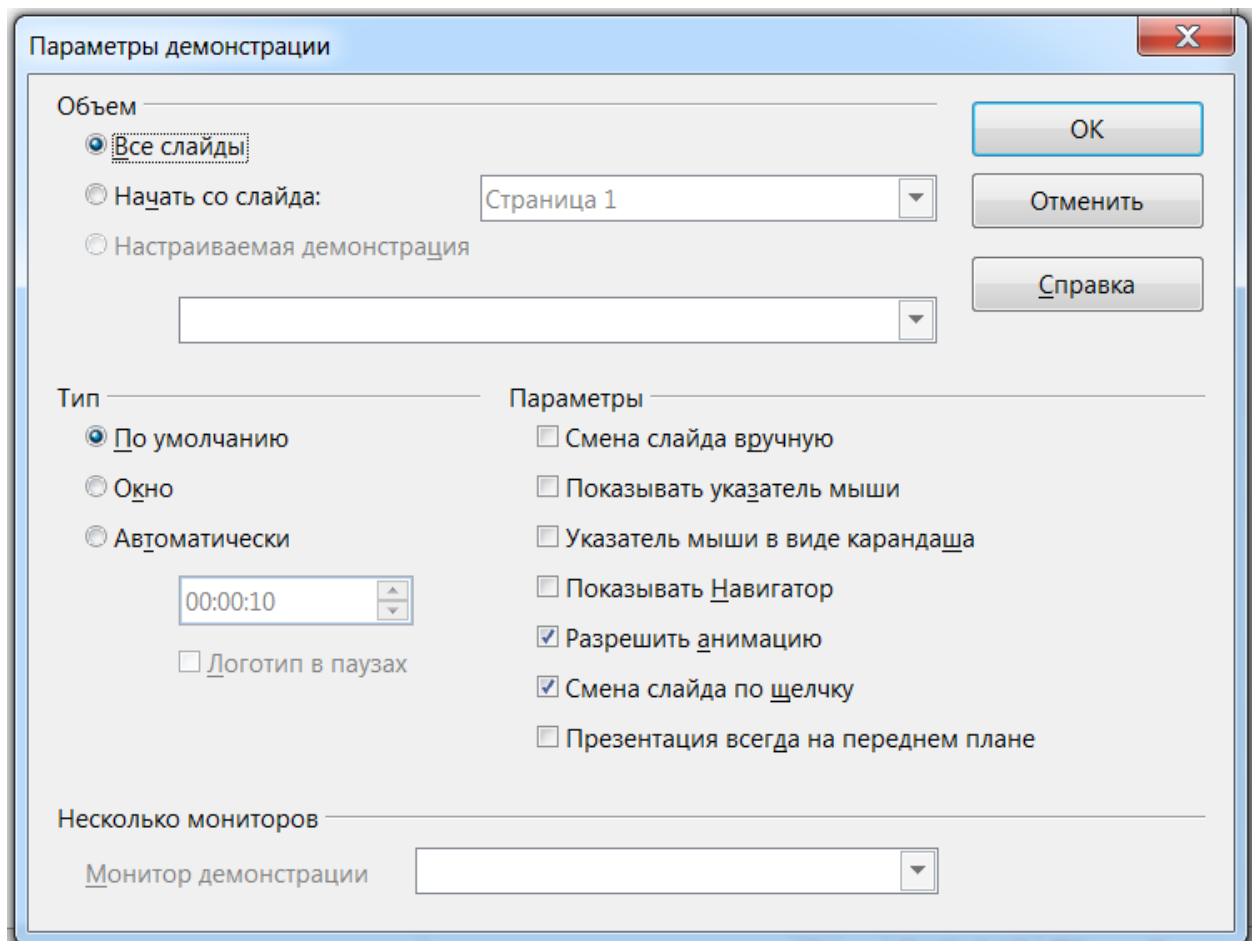 Параметры демонстрации
Объем
Все слайды
Начать со слайда:
Страница 1
Настраиваемая демонстрация
OK
Отменить
Справка
Тип
По умолчанию
Окно
Автоматически
00:00:10
Логотип в паузах
Параметры
Смена слайда вручную
Показывать указатель мыши
Указатель мыши в виде карандаша
Показывать Навигатор
Разрешить анимацию
Смена слайда по щелчку
Презентация всегда на переднем плане
Несколько мониторов
Монитор демонстрации